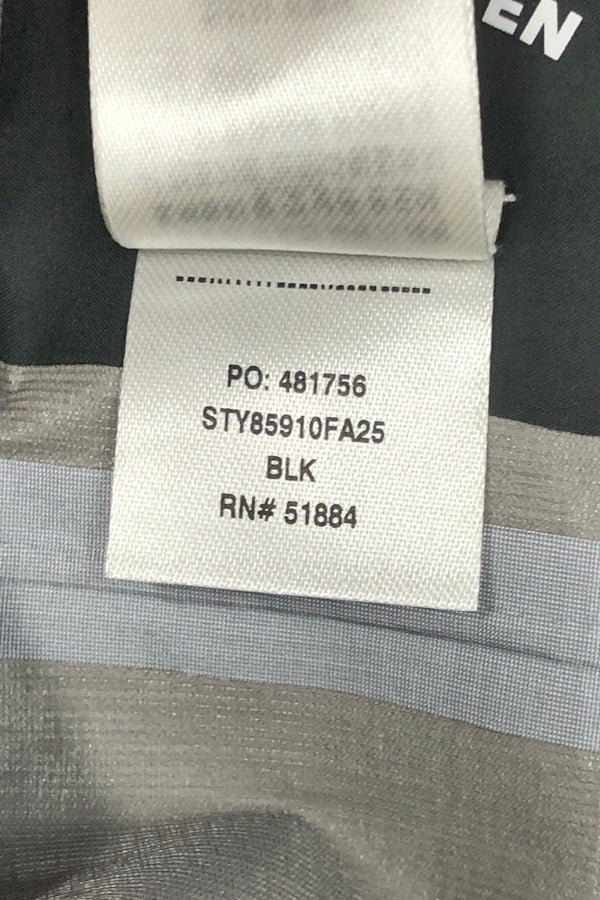 EN
PO: 481756
STY85910FA25
BLK
RN# 51884